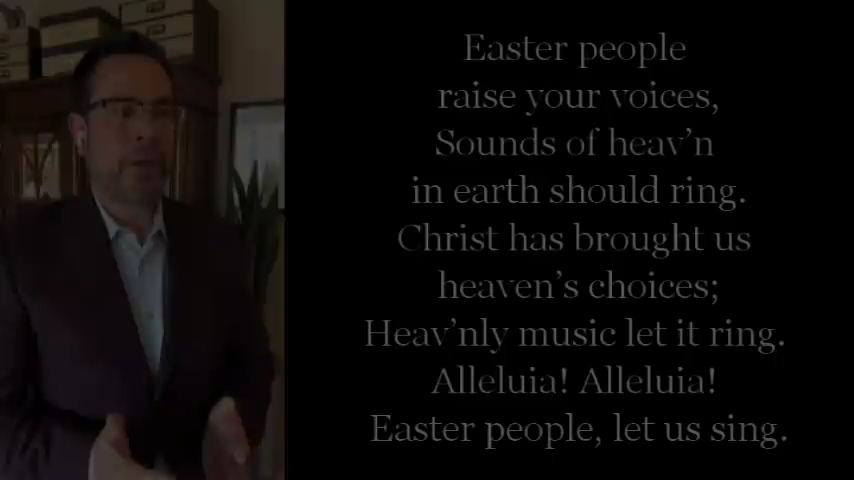 Easter people
raise your voices,
Sounds of heav’n
in earth should ring.
Christ has brought us
heaven’s choices;
Heav’nly music let it ring.
Alleluia! Alleluia!
Easter people, let us sing.